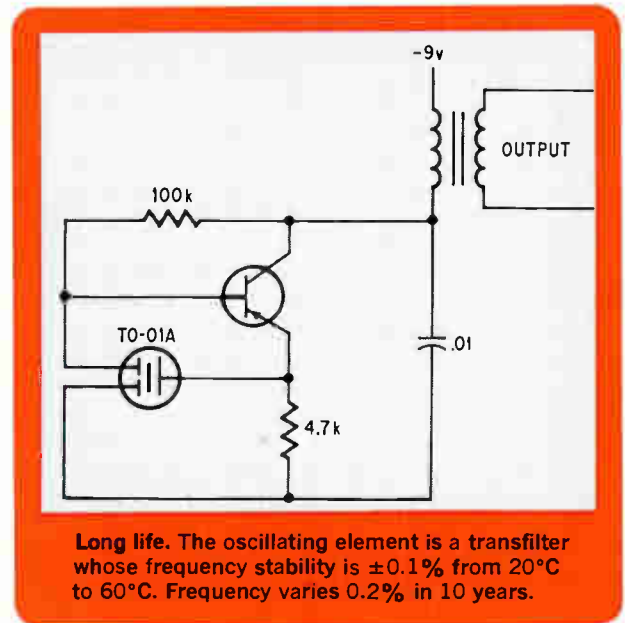 -9v
OUTPUT
100k
TO-01A
.01
4.7k
Long life. The oscillating element is a transfilter
whose frequency stability is ±0.1% from 20°C
to 60°C. Frequency varies 0.2% in 10 years.